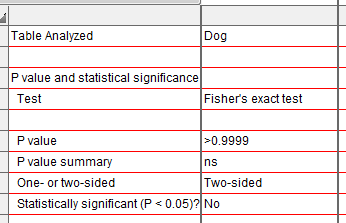 Table Analyzed Dog
P value and statistical significance
Test Fisher's exact test
P value >0.9999
P value summary ns
One- or two-sided Two-sided
Statistically significant (P < 0.05)? No